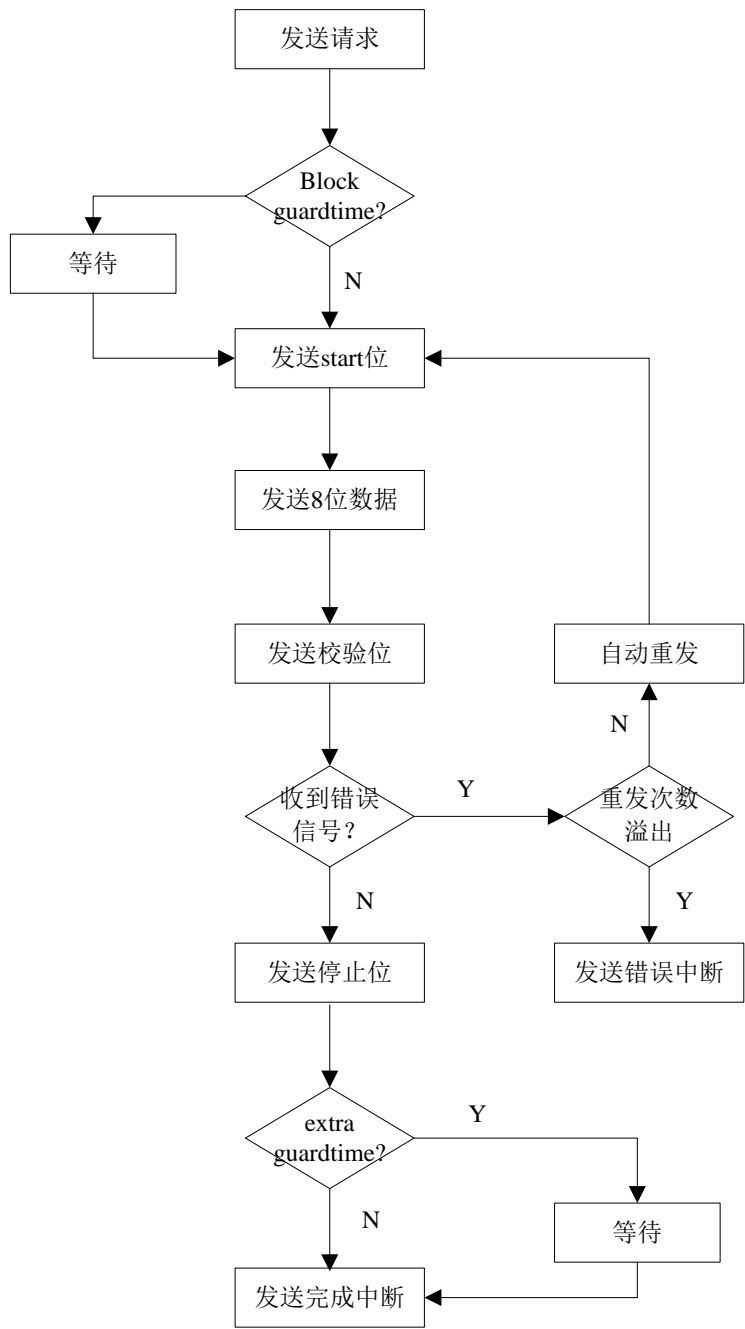 发送请求
Block
guardtime?
等待
N
发送start位
发送8位数据
发送校验位
自动重发
N
收到错误
信号？
Y
重发次数
溢出
N
Y
发送停止位
发送错误中断
extra
guardtime?
Y
N
等待
发送完成中断